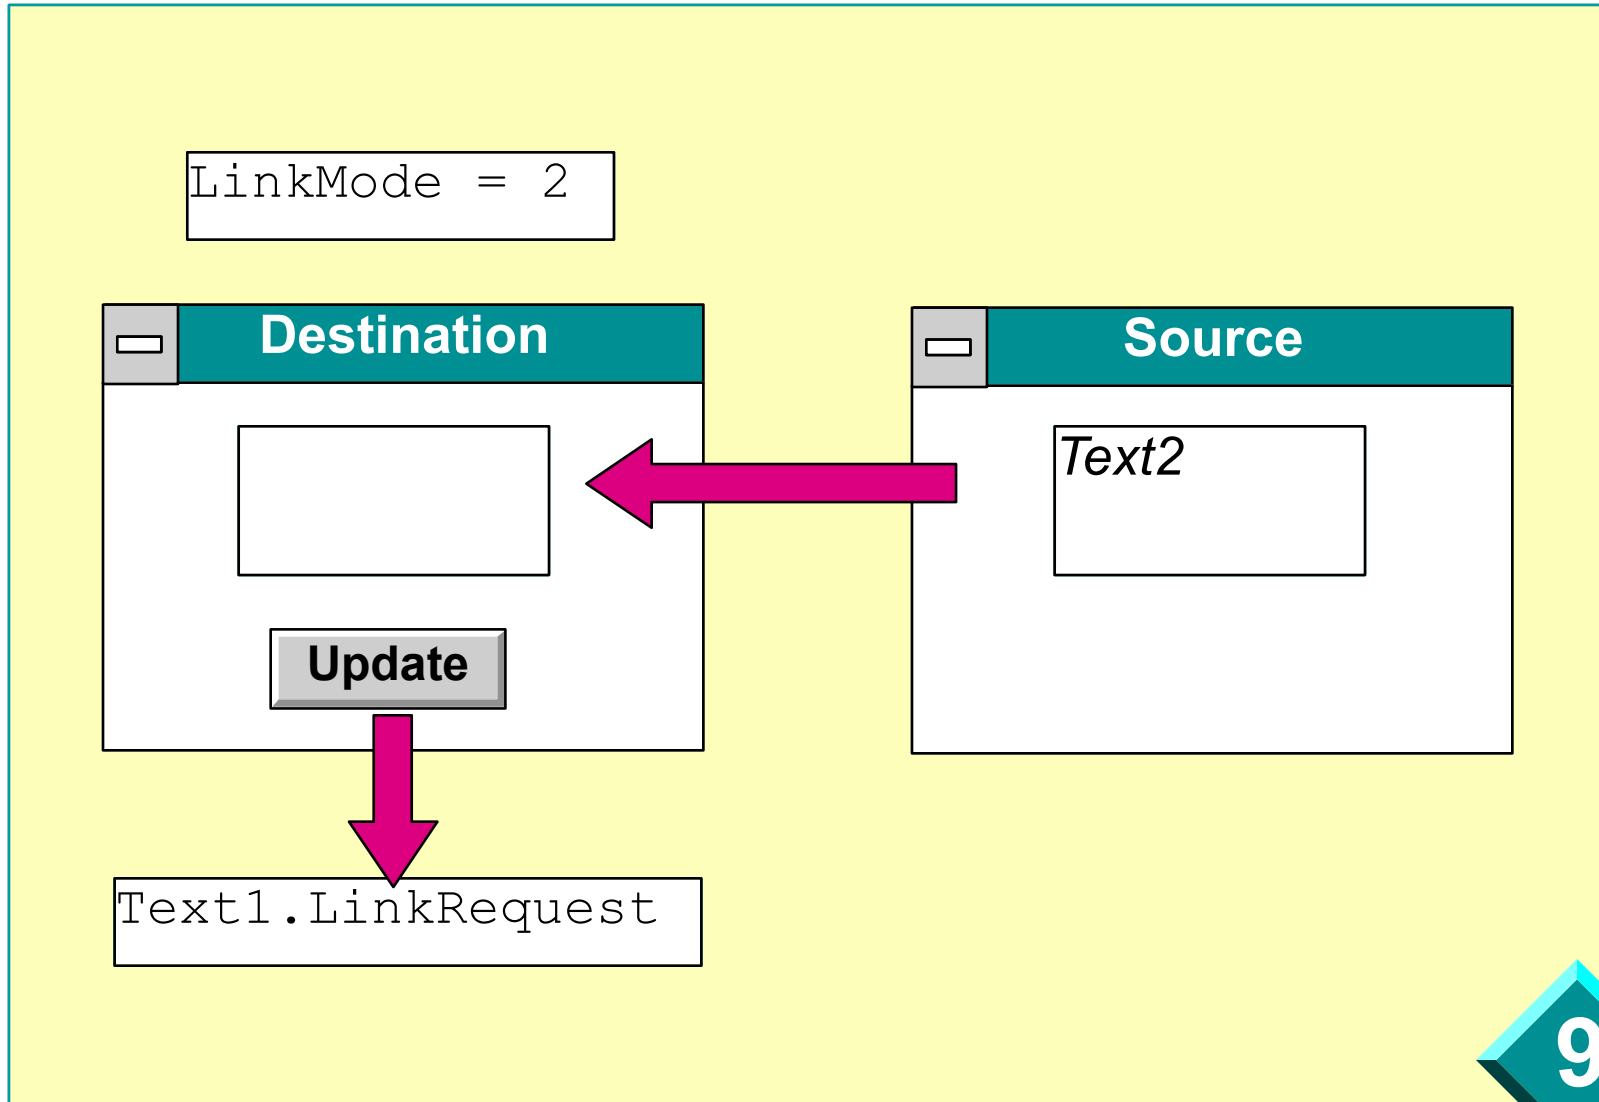 LinkMode = 2
Destination
Source
Text2
Update
Text1.LinkRequest
9